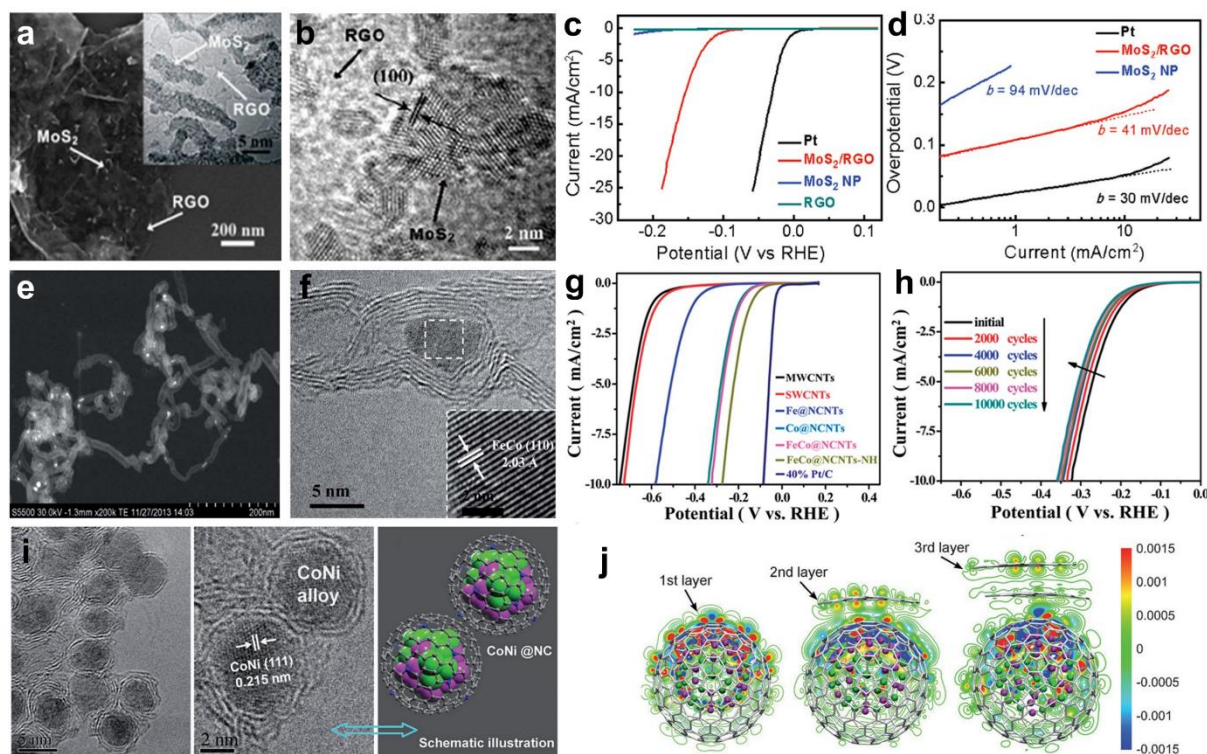 a
MoS₂
RGO
5 nm
MoS₂
RGO
200 nm
b
RGO
(100)
MoS₂
2 nm
c
0
-5
-10
-15
-20
-25
-30
Current (mA/cm²)
Pt
MoS₂/RGO
MoS₂ NP
RGO
-0.2 -0.1 0.0 0.1
Potential (V vs RHE)
d
0.3
0.2
0.1
0.0
Overpotential (V)
Pt
MoS₂/RGO
MoS₂ NP
b = 94 mV/dec
b = 41 mV/dec
b = 30 mV/dec
1 10
Current (mA/cm²)
e
S5500 30.0kV -1.3mm x200k TE 11/27/2013 14:03
200nm
f
FeCo (110)
2.03 Å
2 nm
5 nm
g
0.0
-2.5
-5.0
-7.5
-10.0
Current ( mA/cm² )
MWCNTs
SWCNTs
Fe@NCNTs
Co@NCNTs
FeCo@NCNTs
FeCo@NCNTs-NH
40% Pt/C
-0.6 -0.4 -0.2 0.0 0.2 0.4
Potential ( V vs. RHE )
h
0.0
-2.5
-5.0
-7.5
-10.0
Current ( mA/cm² )
initial
2000 cycles
4000 cycles
6000 cycles
8000 cycles
10000 cycles
-0.6 -0.5 -0.4 -0.3 -0.2 -0.1 0.0
Potential ( V vs. RHE )
i
5 nm
CoNi
alloy
CoNi (111)
0.215 nm
2 nm
CoNi @NC
Schematic illustration
j
1st layer
2nd layer
3rd layer
0.0015
0.001
0.0005
0
-0.0005
-0.001
-0.0015